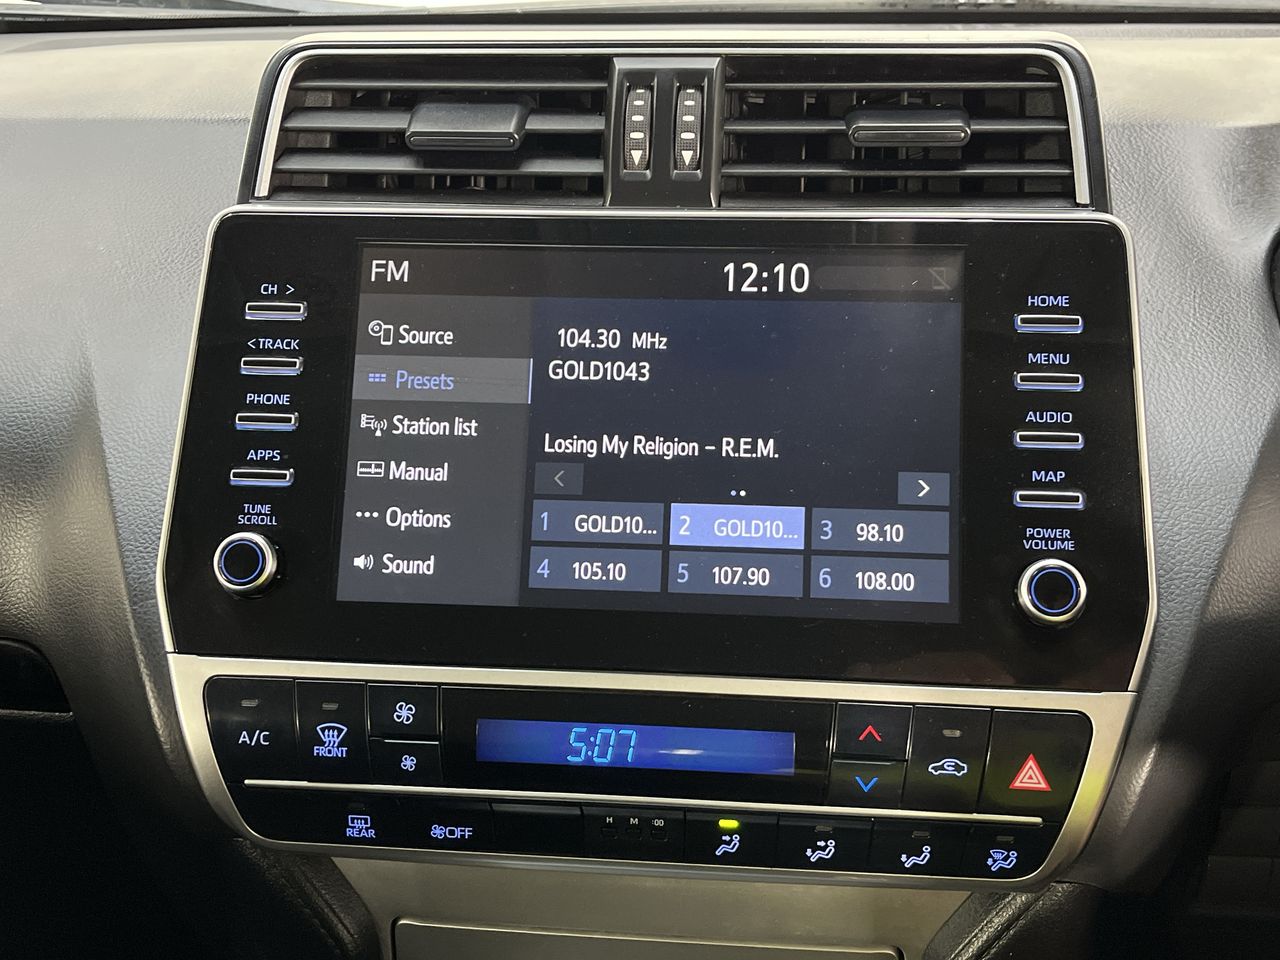 FM
12:10
CH >
< TRACK
PHONE
APPS
TUNE
SCROLL
Source
Presets
Station list
Manual
Options
Sound
104.30 MHz
GOLD1043
Losing My Religion – R.E.M.
<
>
1 GOLD10...
2 GOLD10...
3 98.10
4 105.10
5 107.90
6 108.00
HOME
MENU
AUDIO
MAP
POWER
VOLUME
A/C
FRONT
5:07
REAR
OFF
H M :00